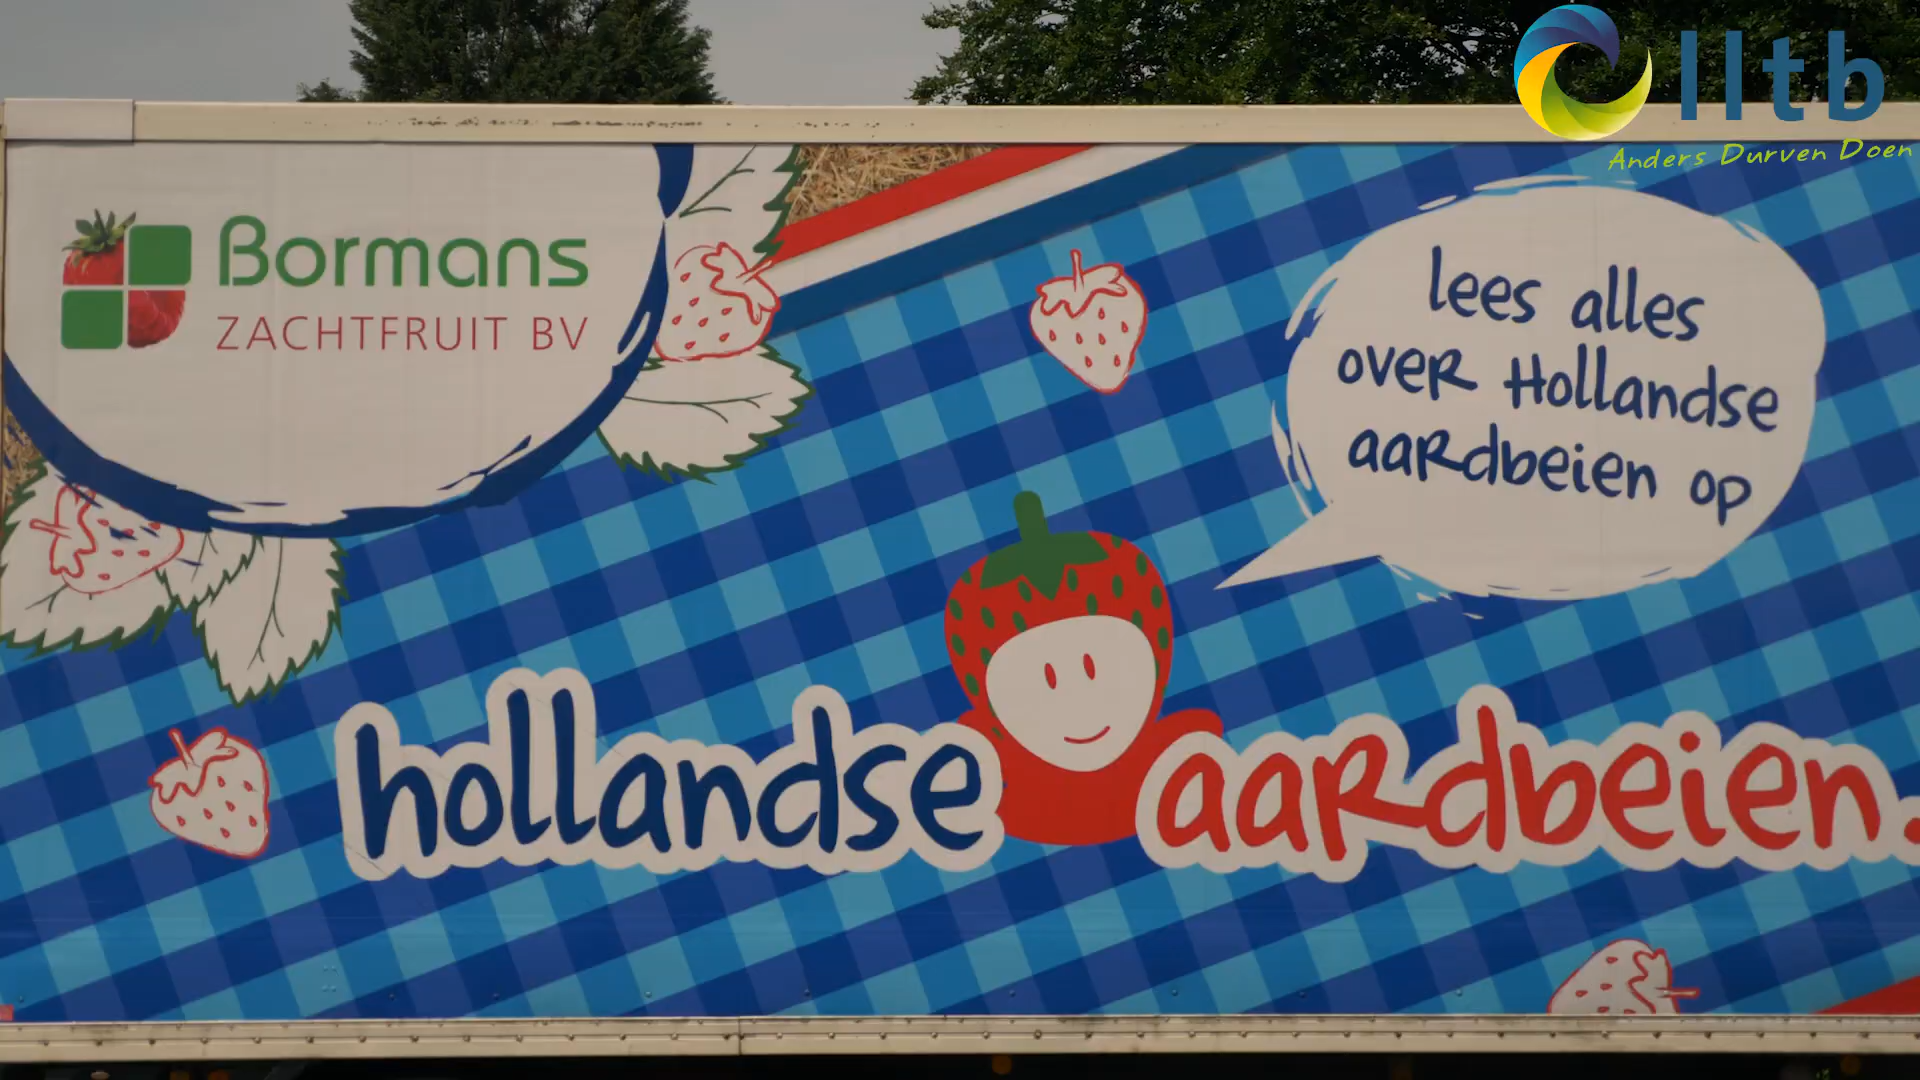 lltb
Anders Durven Doen
Bormans
ZACHTFRUIT BV
lees alles
over Hollandse
aardbeien op
hollandse aardbeien.